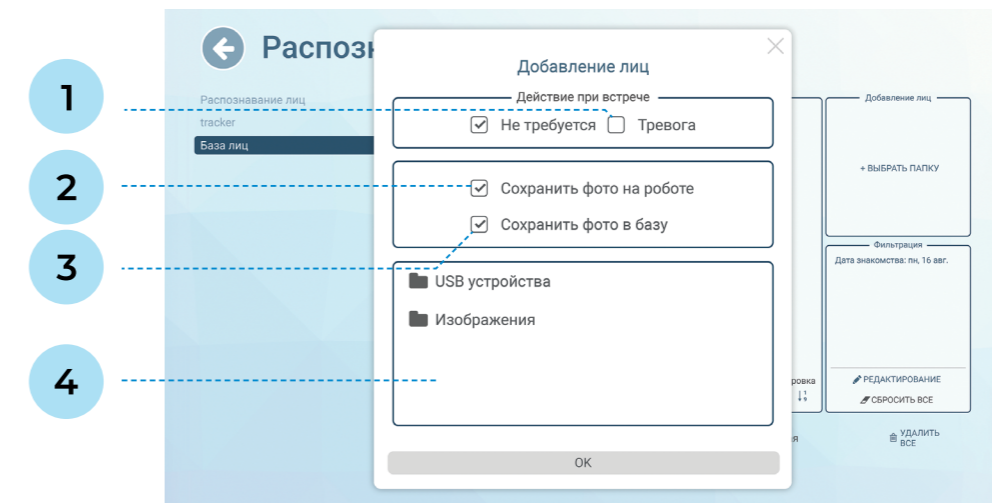 Распозн
Добавление лиц
1
Распознавание лиц
Действие при встрече
Добавление лиц
tracker
Не требуется
Тревога
База лиц
+ ВЫБРАТЬ ПАПКУ
2
Сохранить фото на роботе
Сохранить фото в базу
3
Фильтрация
Дата знакомства: пн, 16 авг.
USB устройства
Изображения
4
ровка
РЕДАКТИРОВАНИЕ
СБРОСИТЬ ВСЕ
я
УДАЛИТЬ
ВСЕ
OK